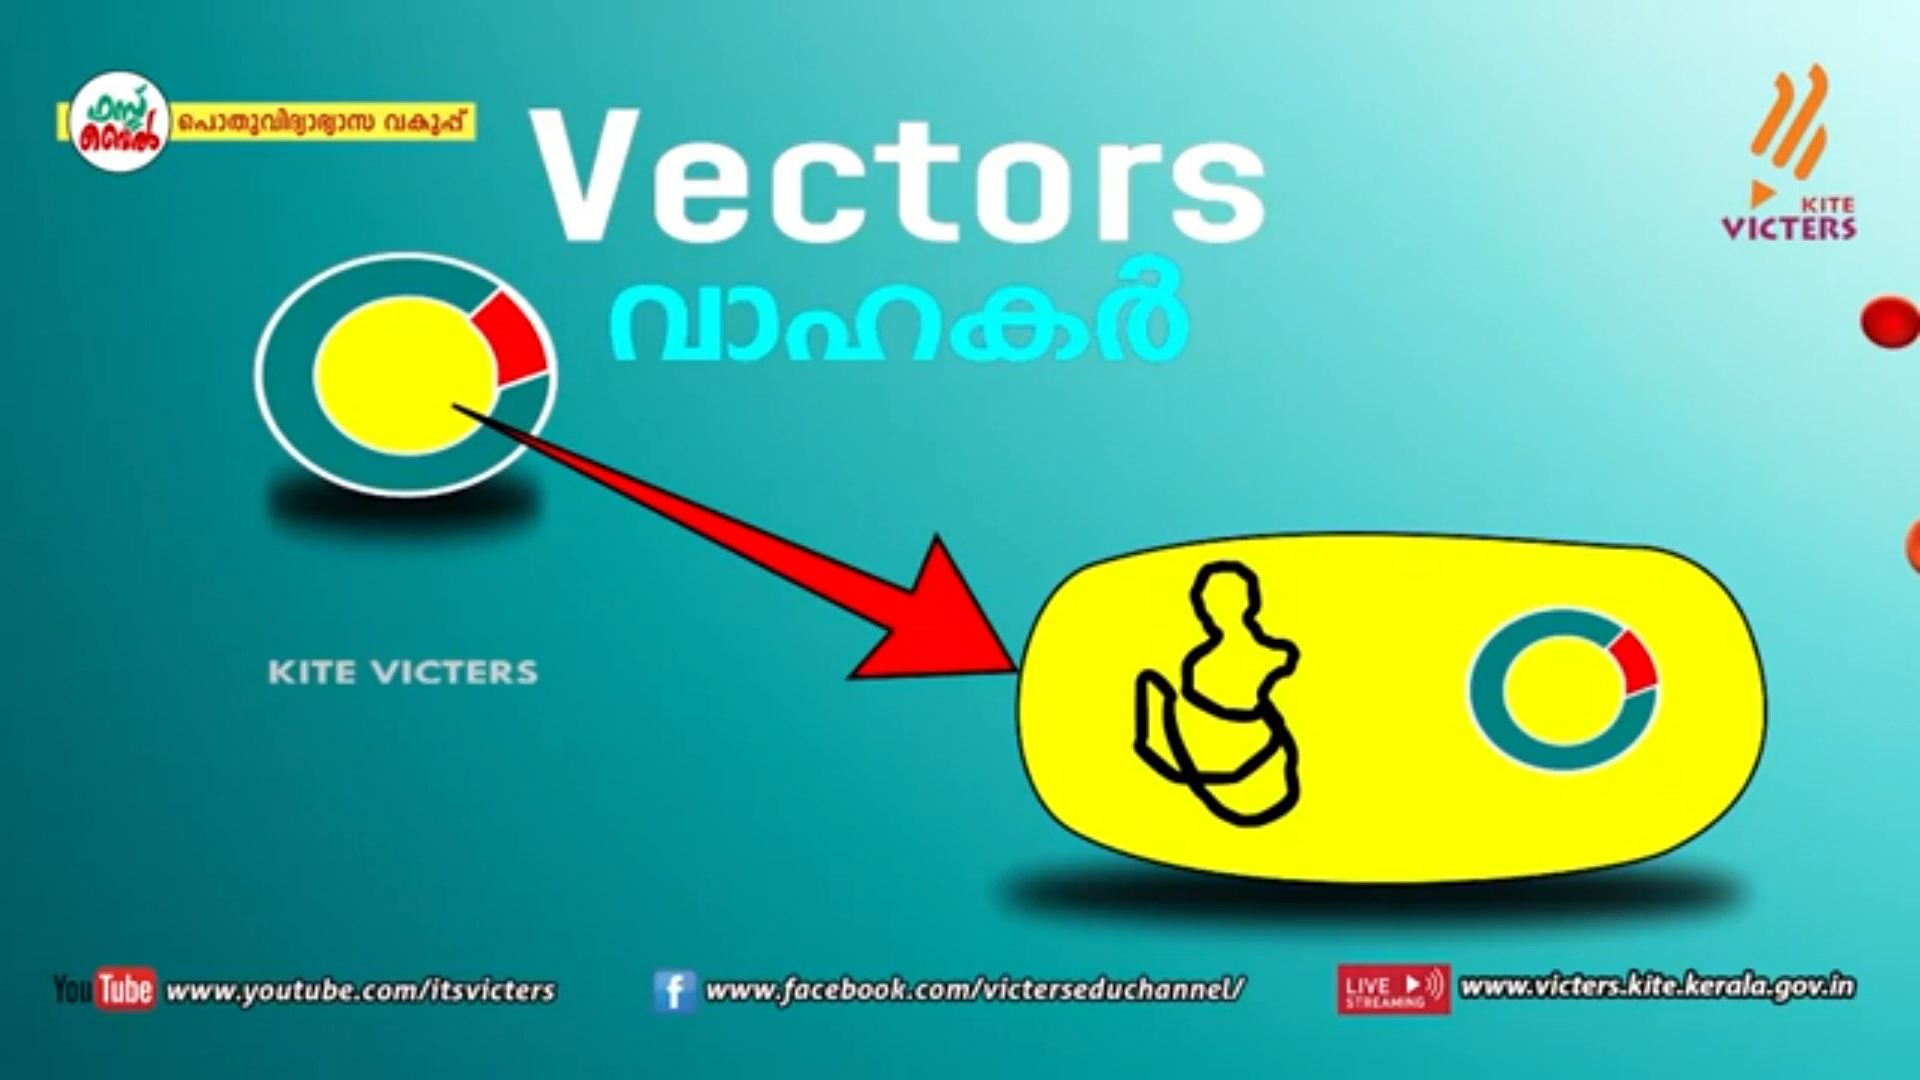 ഫസ്റ്റ്
ബെൽ
പൊതുവിദ്യാഭ്യാസ വകുപ്പ്
Vectors
വാഹകർ
KITE
VICTERS
KITE VICTERS
YouTube www.youtube.com/itsvicters
f www.facebook.com/victerseduchannel/
LIVE
STREAMING
www.victers.kite.kerala.gov.in